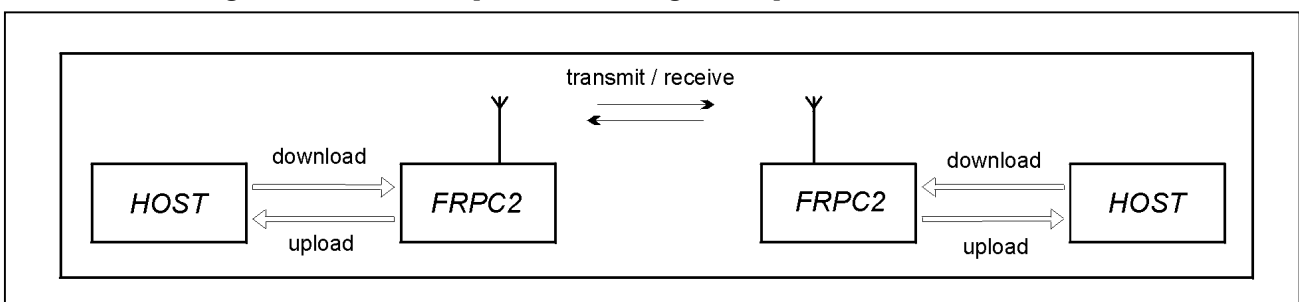 transmit / receive
download
download
HOST
FRPC2
FRPC2
HOST
upload
upload